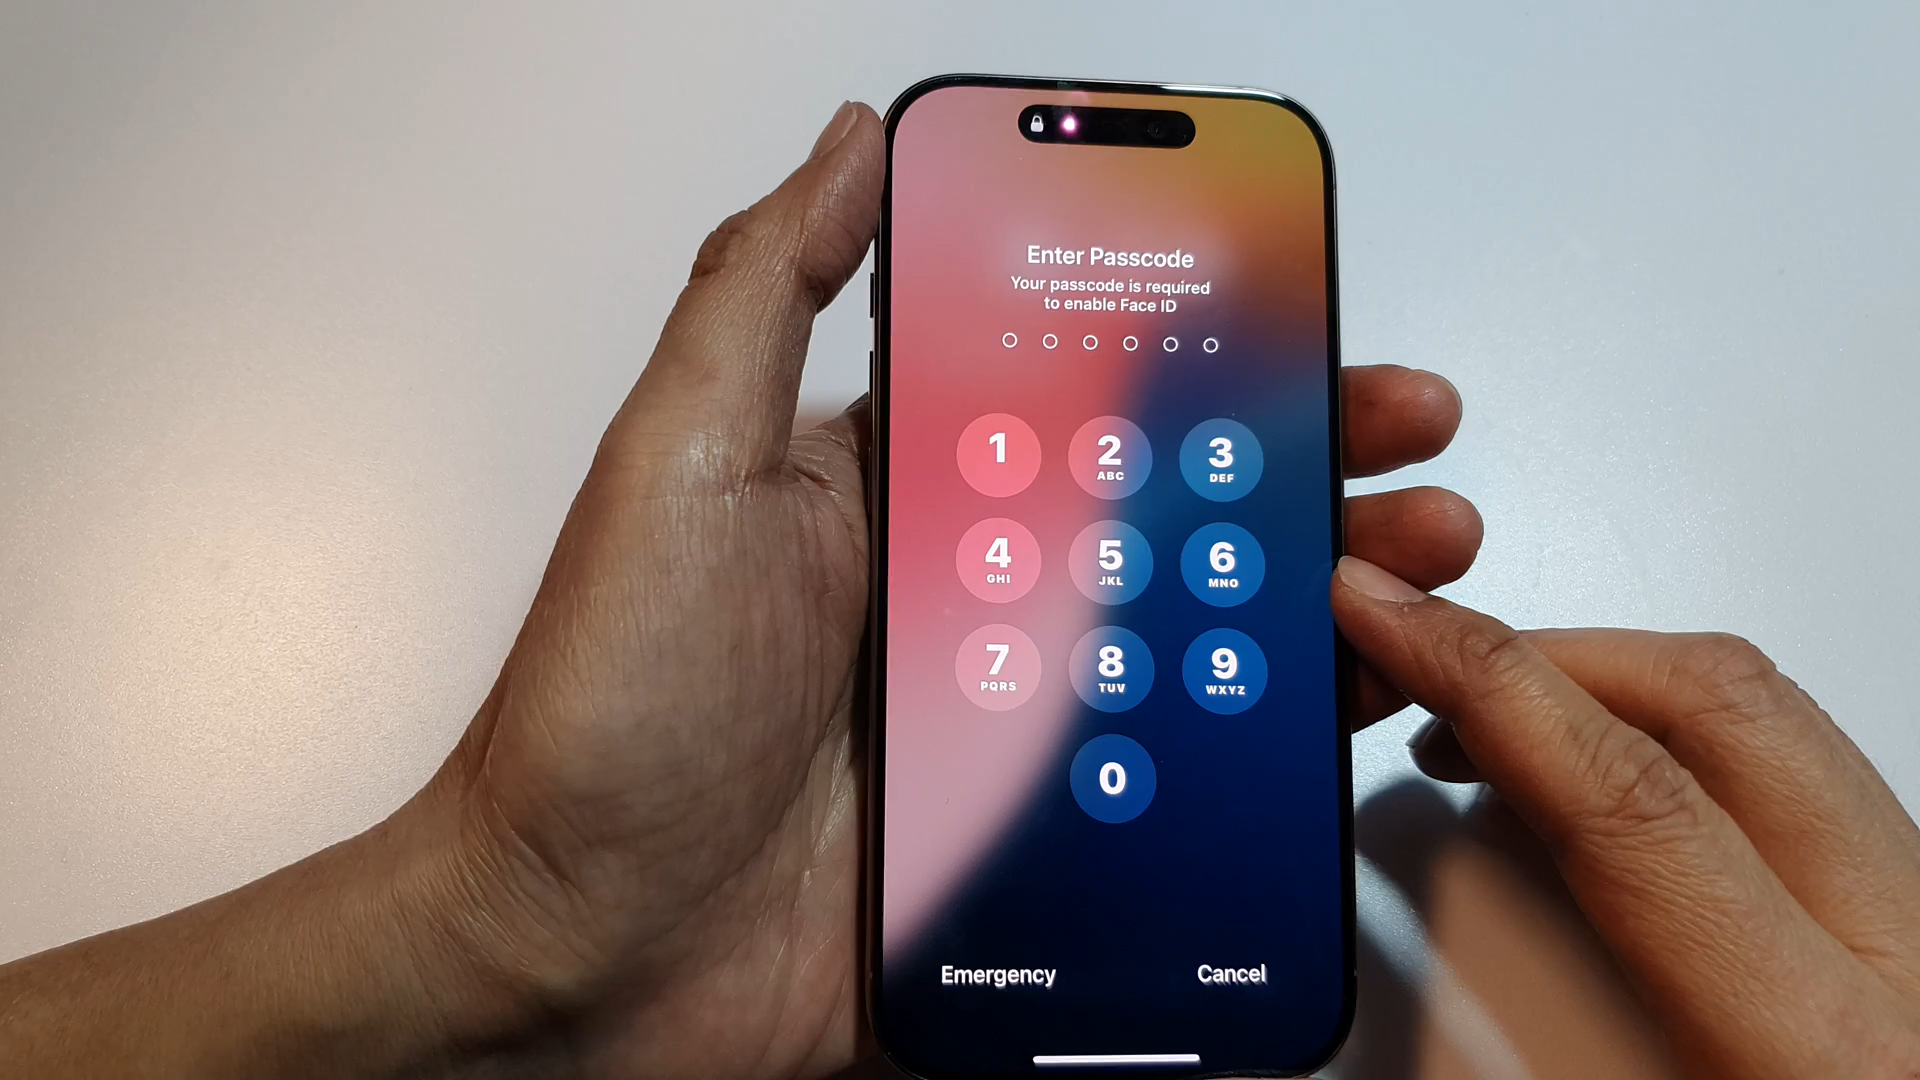 Enter Passcode
Your passcode is required
to enable Face ID
1
2
ABC
3
DEF
4
GHI
5
JKL
6
MNO
7
PQRS
8
TUV
9
WXYZ
0
Emergency
Cancel